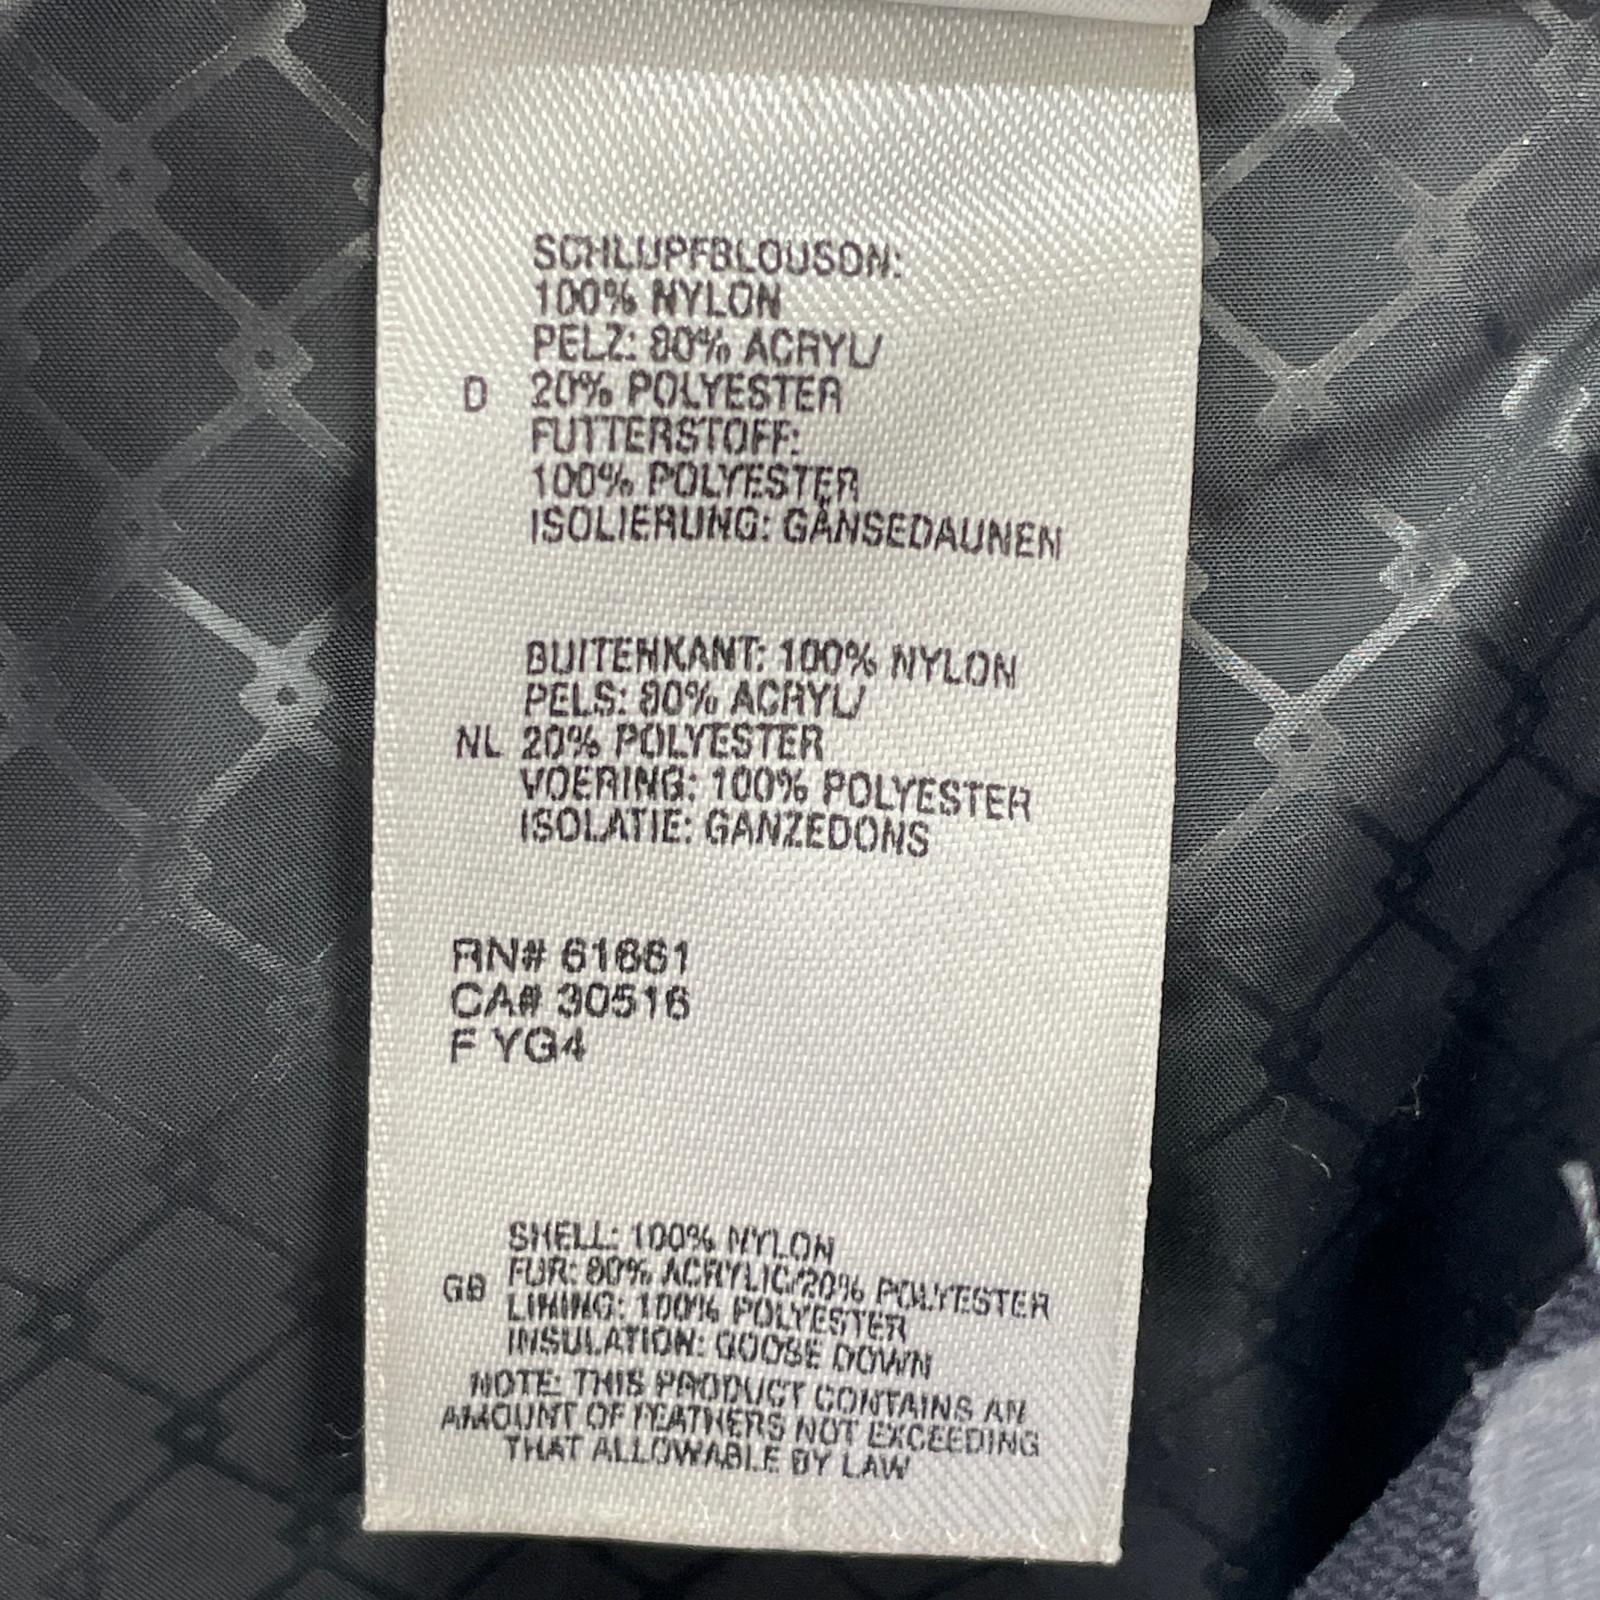 SCHLUPFBLOUSON:
100% NYLON
PELZ: 80% ACRYL/
D 20% POLYESTER
FUTTERSTOFF:
100% POLYESTER
ISOLIERUNG: GÄNSEDAUNEN
BUITENKANT: 100% NYLON
PELS: 80% ACRYL/
NL 20% POLYESTER
VOERING: 100% POLYESTER
ISOLATIE: GANZEDONS
RN# 61661
CA# 30516
F YG4
SHELL: 100% NYLON
GB FUR: 80% ACRYLIC/20% POLYESTER
LINING: 100% POLYESTER
INSULATION: GOOSE DOWN
NOTE: THIS PRODUCT CONTAINS AN
AMOUNT OF FEATHERS NOT EXCEEDING
THAT ALLOWABLE BY LAW